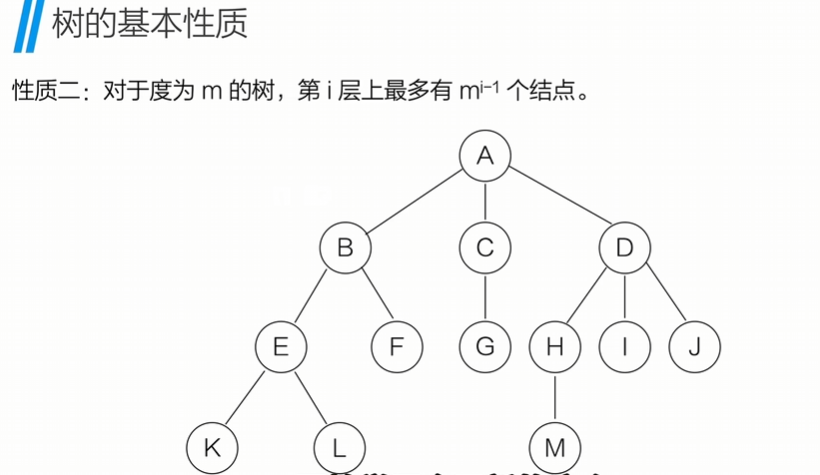 树的基本性质
性质二：对于度为 m 的树，第 i 层上最多有 mⁱ⁻¹ 个结点。
A
B C D
E F G H I J
K L M